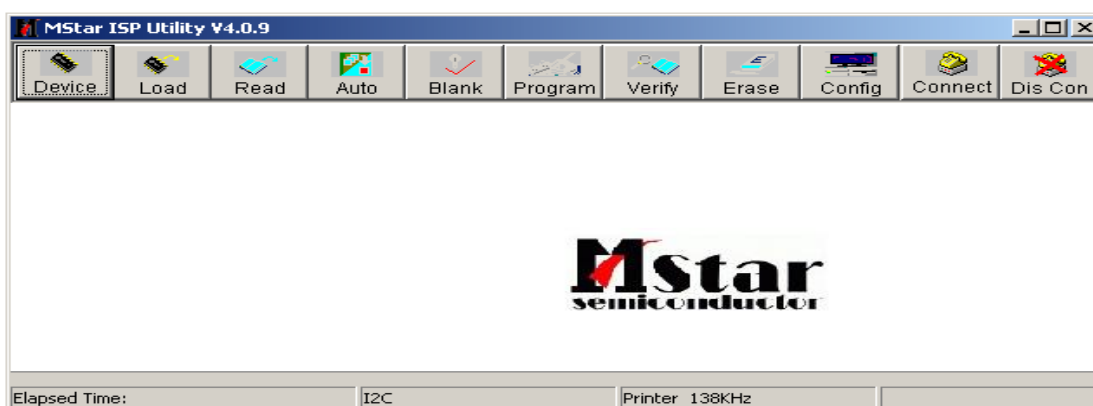 MStar ISP Utility V4.0.9
Device Load Read Auto Blank Program Verify Erase Config Connect Dis Con
MStar
semiconductor
Elapsed Time: I2C Printer 138KHz